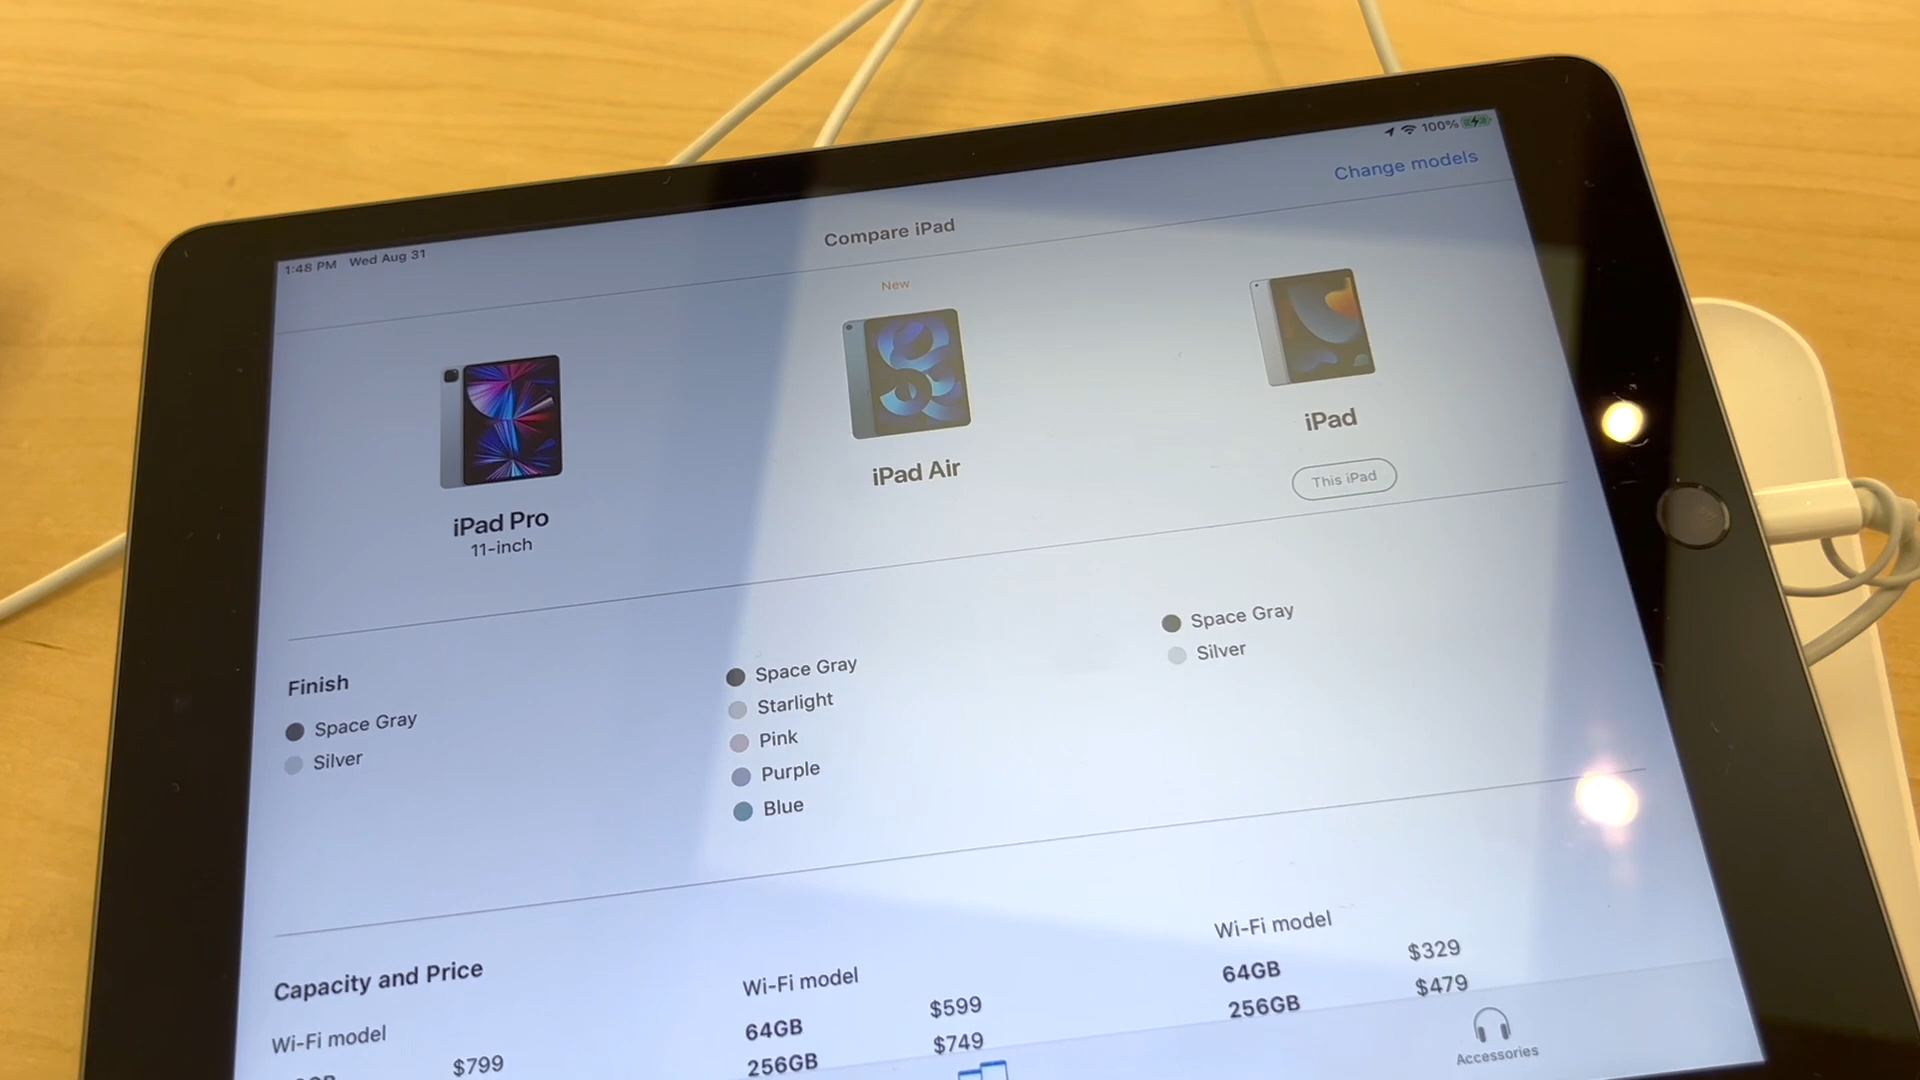 1:48 PM Wed Aug 31
100%
Compare iPad
Change models
iPad Pro
11-inch
New
iPad Air
iPad
This iPad
Finish
Space Gray
Silver
Space Gray
Starlight
Pink
Purple
Blue
Space Gray
Silver
Capacity and Price
Wi-Fi model
$799
Wi-Fi model
64GB $599
256GB $749
Wi-Fi model
64GB $329
256GB $479
Accessories